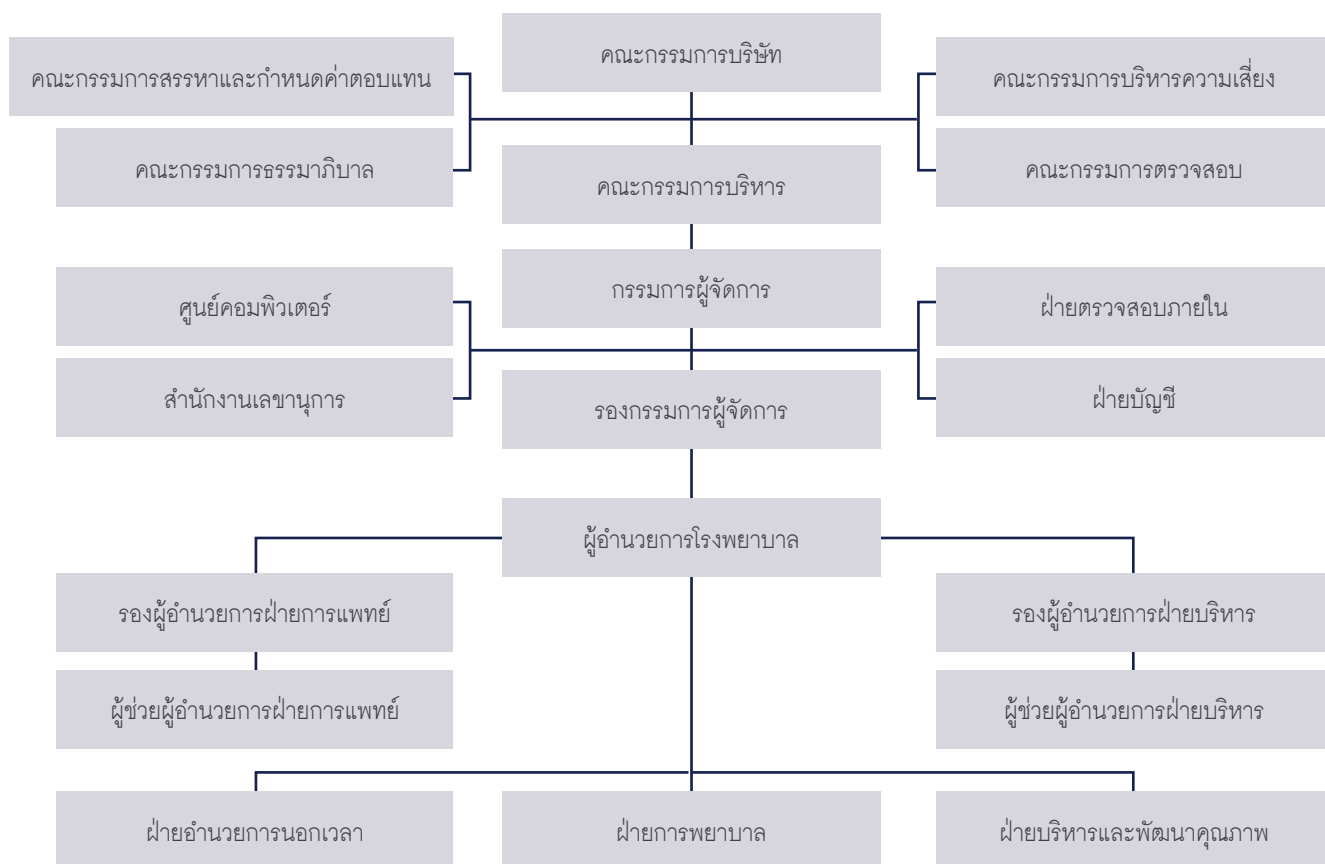 คณะกรรมการบริษัท
คณะกรรมการสรรหาและกำหนดค่าตอบแทน
คณะกรรมการบริหารความเสี่ยง
คณะกรรมการธรรมาภิบาล
คณะกรรมการตรวจสอบ
คณะกรรมการบริหาร
กรรมการผู้จัดการ
ศูนย์คอมพิวเตอร์
ฝ่ายตรวจสอบภายใน
สำนักงานเลขานุการ
ฝ่ายบัญชี
รองกรรมการผู้จัดการ
ผู้อำนวยการโรงพยาบาล
รองผู้อำนวยการฝ่ายการแพทย์
รองผู้อำนวยการฝ่ายบริหาร
ผู้ช่วยผู้อำนวยการฝ่ายการแพทย์
ผู้ช่วยผู้อำนวยการฝ่ายบริหาร
ฝ่ายอำนวยการนอกเวลา
ฝ่ายการพยาบาล
ฝ่ายบริหารและพัฒนาคุณภาพ